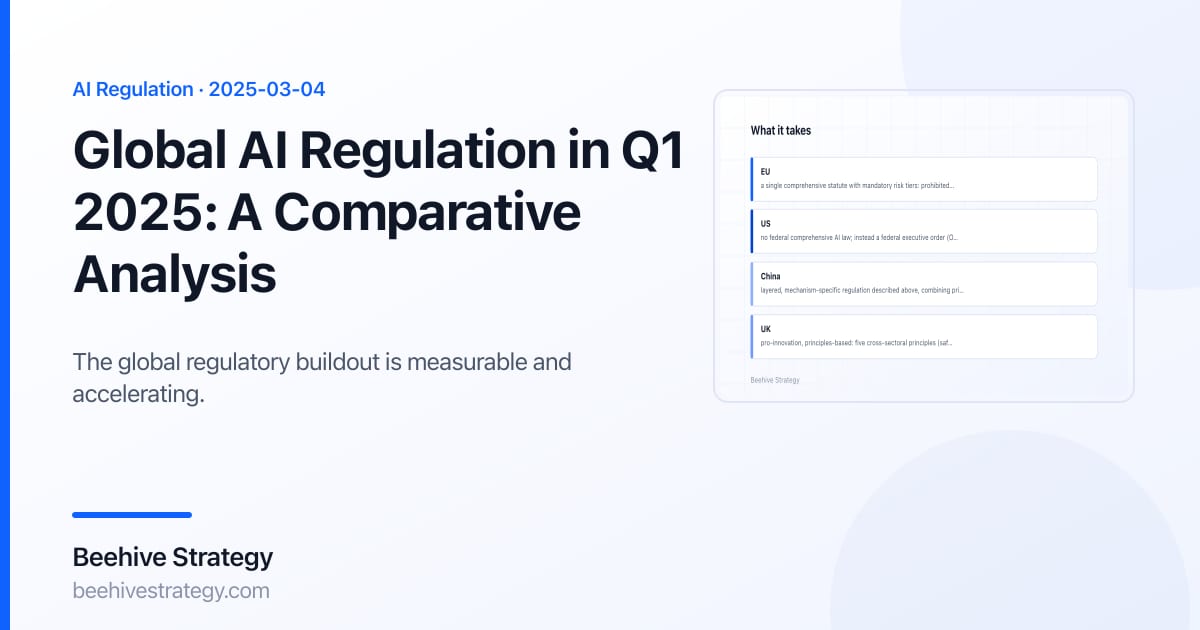 AI Regulation · 2025-03-04
Global AI Regulation in Q1
2025: A Comparative
Analysis
The global regulatory buildout is measurable and
accelerating.
Beehive Strategy
beehivestrategy.com
What it takes
EU
a single comprehensive statute with mandatory risk tiers: prohibited...
US
no federal comprehensive AI law; instead a federal executive order (O...
China
layered, mechanism-specific regulation described above, combining pri...
UK
pro-innovation, principles-based: five cross-sectoral principles (saf...
Beehive Strategy